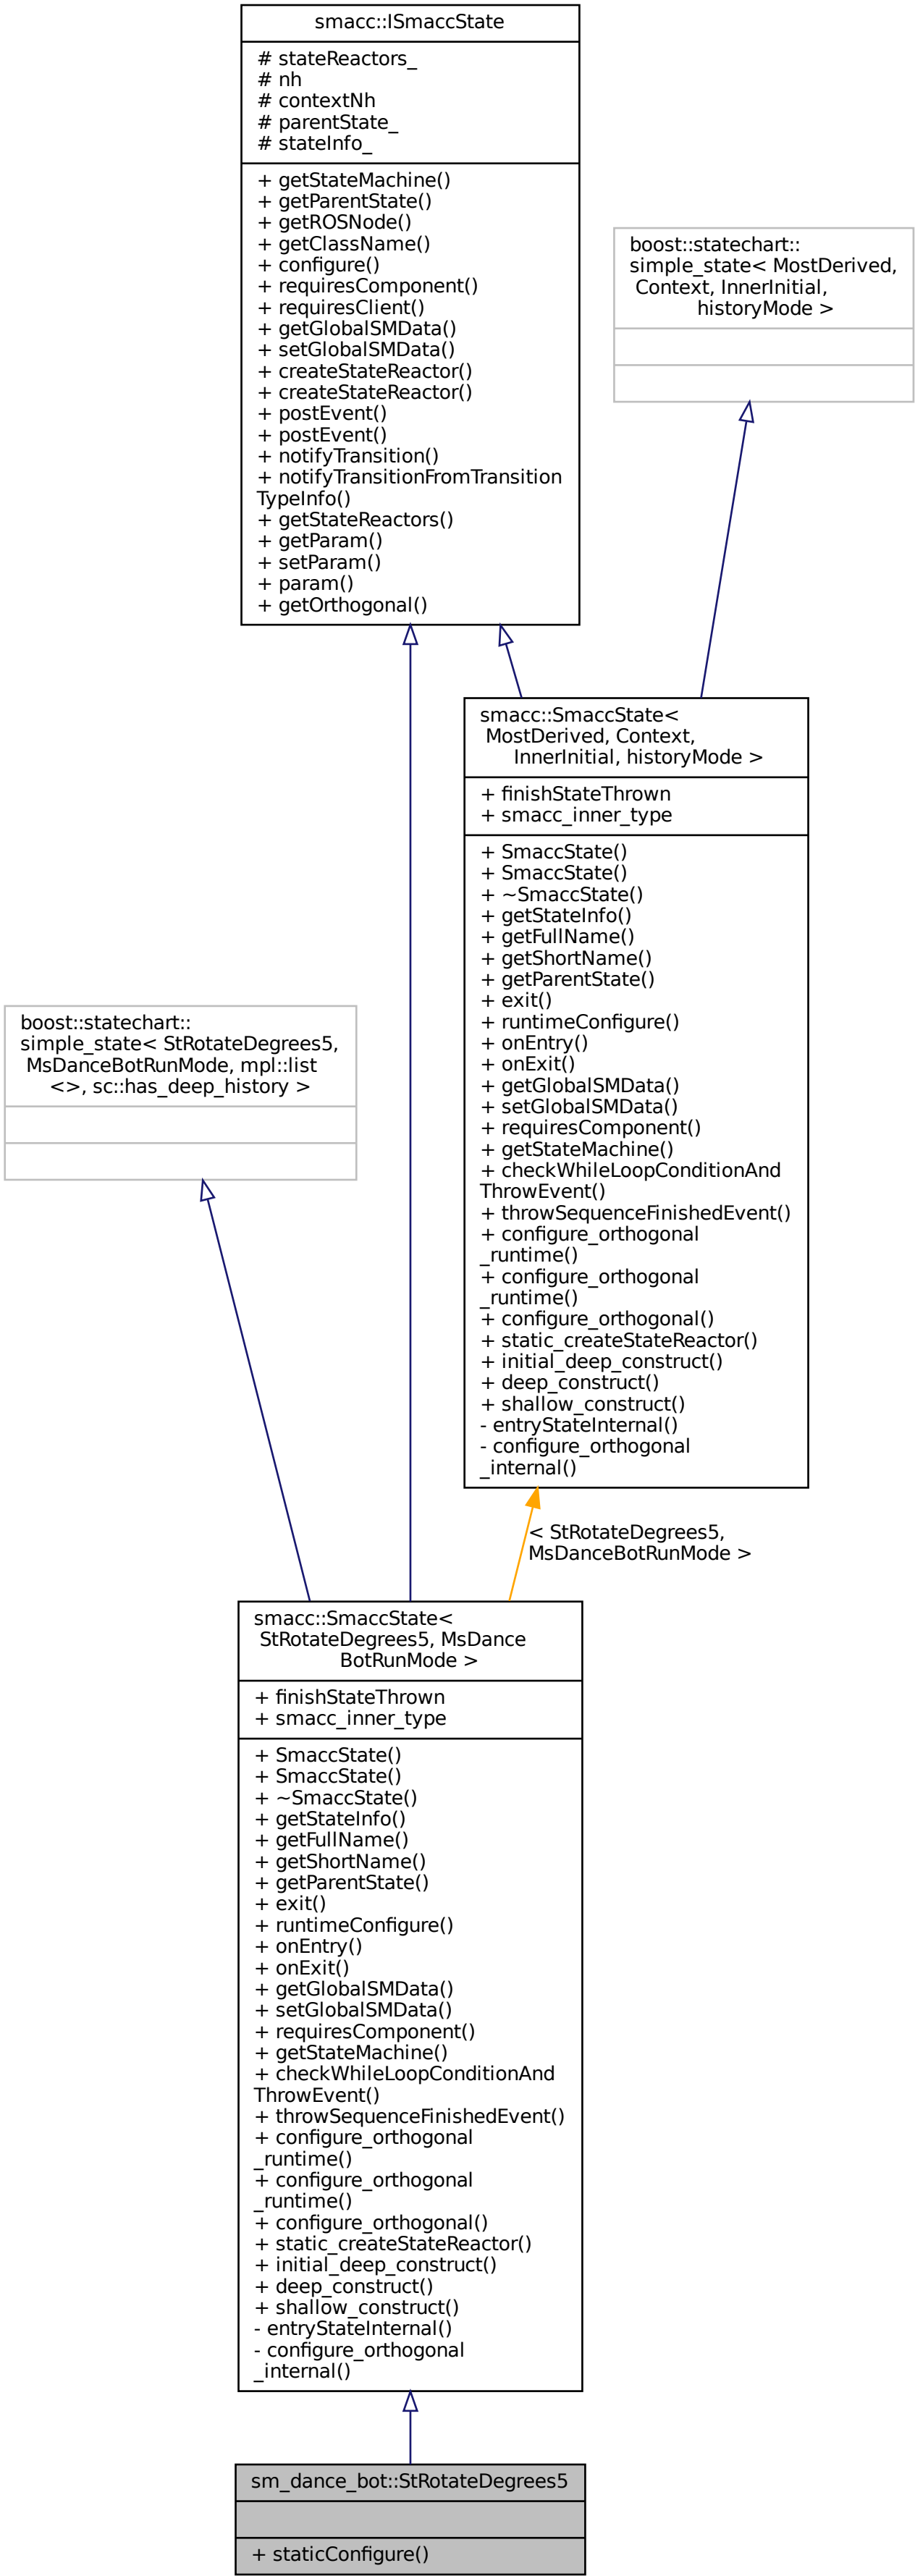 smacc::ISmaccState
# stateReactors_
# nh
# contextNh
# parentState_
# stateInfo_
+ getStateMachine()
+ getParentState()
+ getROSNode()
+ getClassName()
+ configure()
+ requiresComponent()
+ requiresClient()
+ getGlobalSMData()
+ setGlobalSMData()
+ createStateReactor()
+ createStateReactor()
+ postEvent()
+ postEvent()
+ notifyTransition()
+ notifyTransitionFromTransition
TypeInfo()
+ getStateReactors()
+ getParam()
+ setParam()
+ param()
+ getOrthogonal()
boost::statechart::
simple_state< MostDerived,
Context, InnerInitial,
historyMode >
smacc::SmaccState<
MostDerived, Context,
InnerInitial, historyMode >
+ finishStateThrown
+ smacc_inner_type
+ SmaccState()
+ SmaccState()
+ ~SmaccState()
+ getStateInfo()
+ getFullName()
+ getShortName()
+ getParentState()
+ exit()
+ runtimeConfigure()
+ onEntry()
+ onExit()
+ getGlobalSMData()
+ setGlobalSMData()
+ requiresComponent()
+ getStateMachine()
+ checkWhileLoopConditionAnd
ThrowEvent()
+ throwSequenceFinishedEvent()
+ configure_orthogonal
_runtime()
+ configure_orthogonal
_runtime()
+ configure_orthogonal()
+ static_createStateReactor()
+ initial_deep_construct()
+ deep_construct()
+ shallow_construct()
- entryStateInternal()
- configure_orthogonal
_internal()
boost::statechart::
simple_state< StRotateDegrees5,
MsDanceBotRunMode, mpl::list
<>, sc::has_deep_history >
< StRotateDegrees5,
MsDanceBotRunMode >
smacc::SmaccState<
StRotateDegrees5, MsDance
BotRunMode >
+ finishStateThrown
+ smacc_inner_type
+ SmaccState()
+ SmaccState()
+ ~SmaccState()
+ getStateInfo()
+ getFullName()
+ getShortName()
+ getParentState()
+ exit()
+ runtimeConfigure()
+ onEntry()
+ onExit()
+ getGlobalSMData()
+ setGlobalSMData()
+ requiresComponent()
+ getStateMachine()
+ checkWhileLoopConditionAnd
ThrowEvent()
+ throwSequenceFinishedEvent()
+ configure_orthogonal
_runtime()
+ configure_orthogonal
_runtime()
+ configure_orthogonal()
+ static_createStateReactor()
+ initial_deep_construct()
+ deep_construct()
+ shallow_construct()
- entryStateInternal()
- configure_orthogonal
_internal()
sm_dance_bot::StRotateDegrees5
+ staticConfigure()